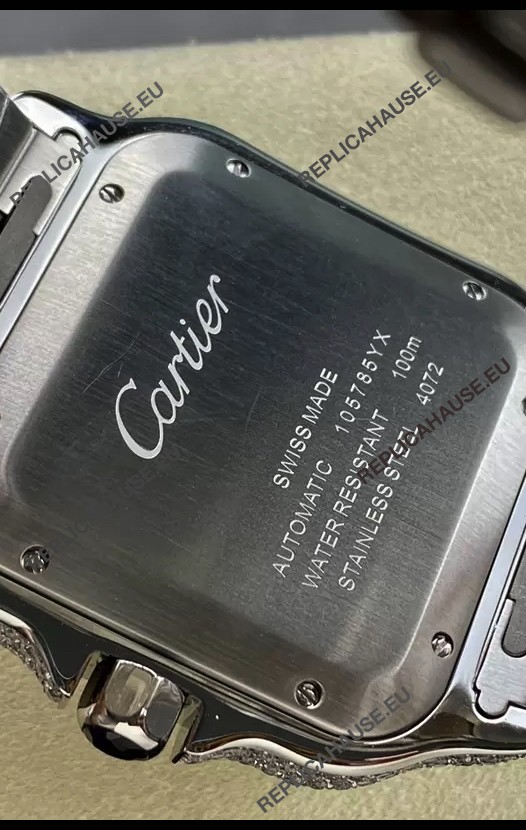 REPLICAHAUSE.EU
REPLICAHAUSE.EU
Cartier
SWISS MADE
AUTOMATIC 105785YX
WATER RESISTANT 100m
STAINLESS STEEL 4072
REPLICAHAUSE.EU
REPLICAHAUSE.EU